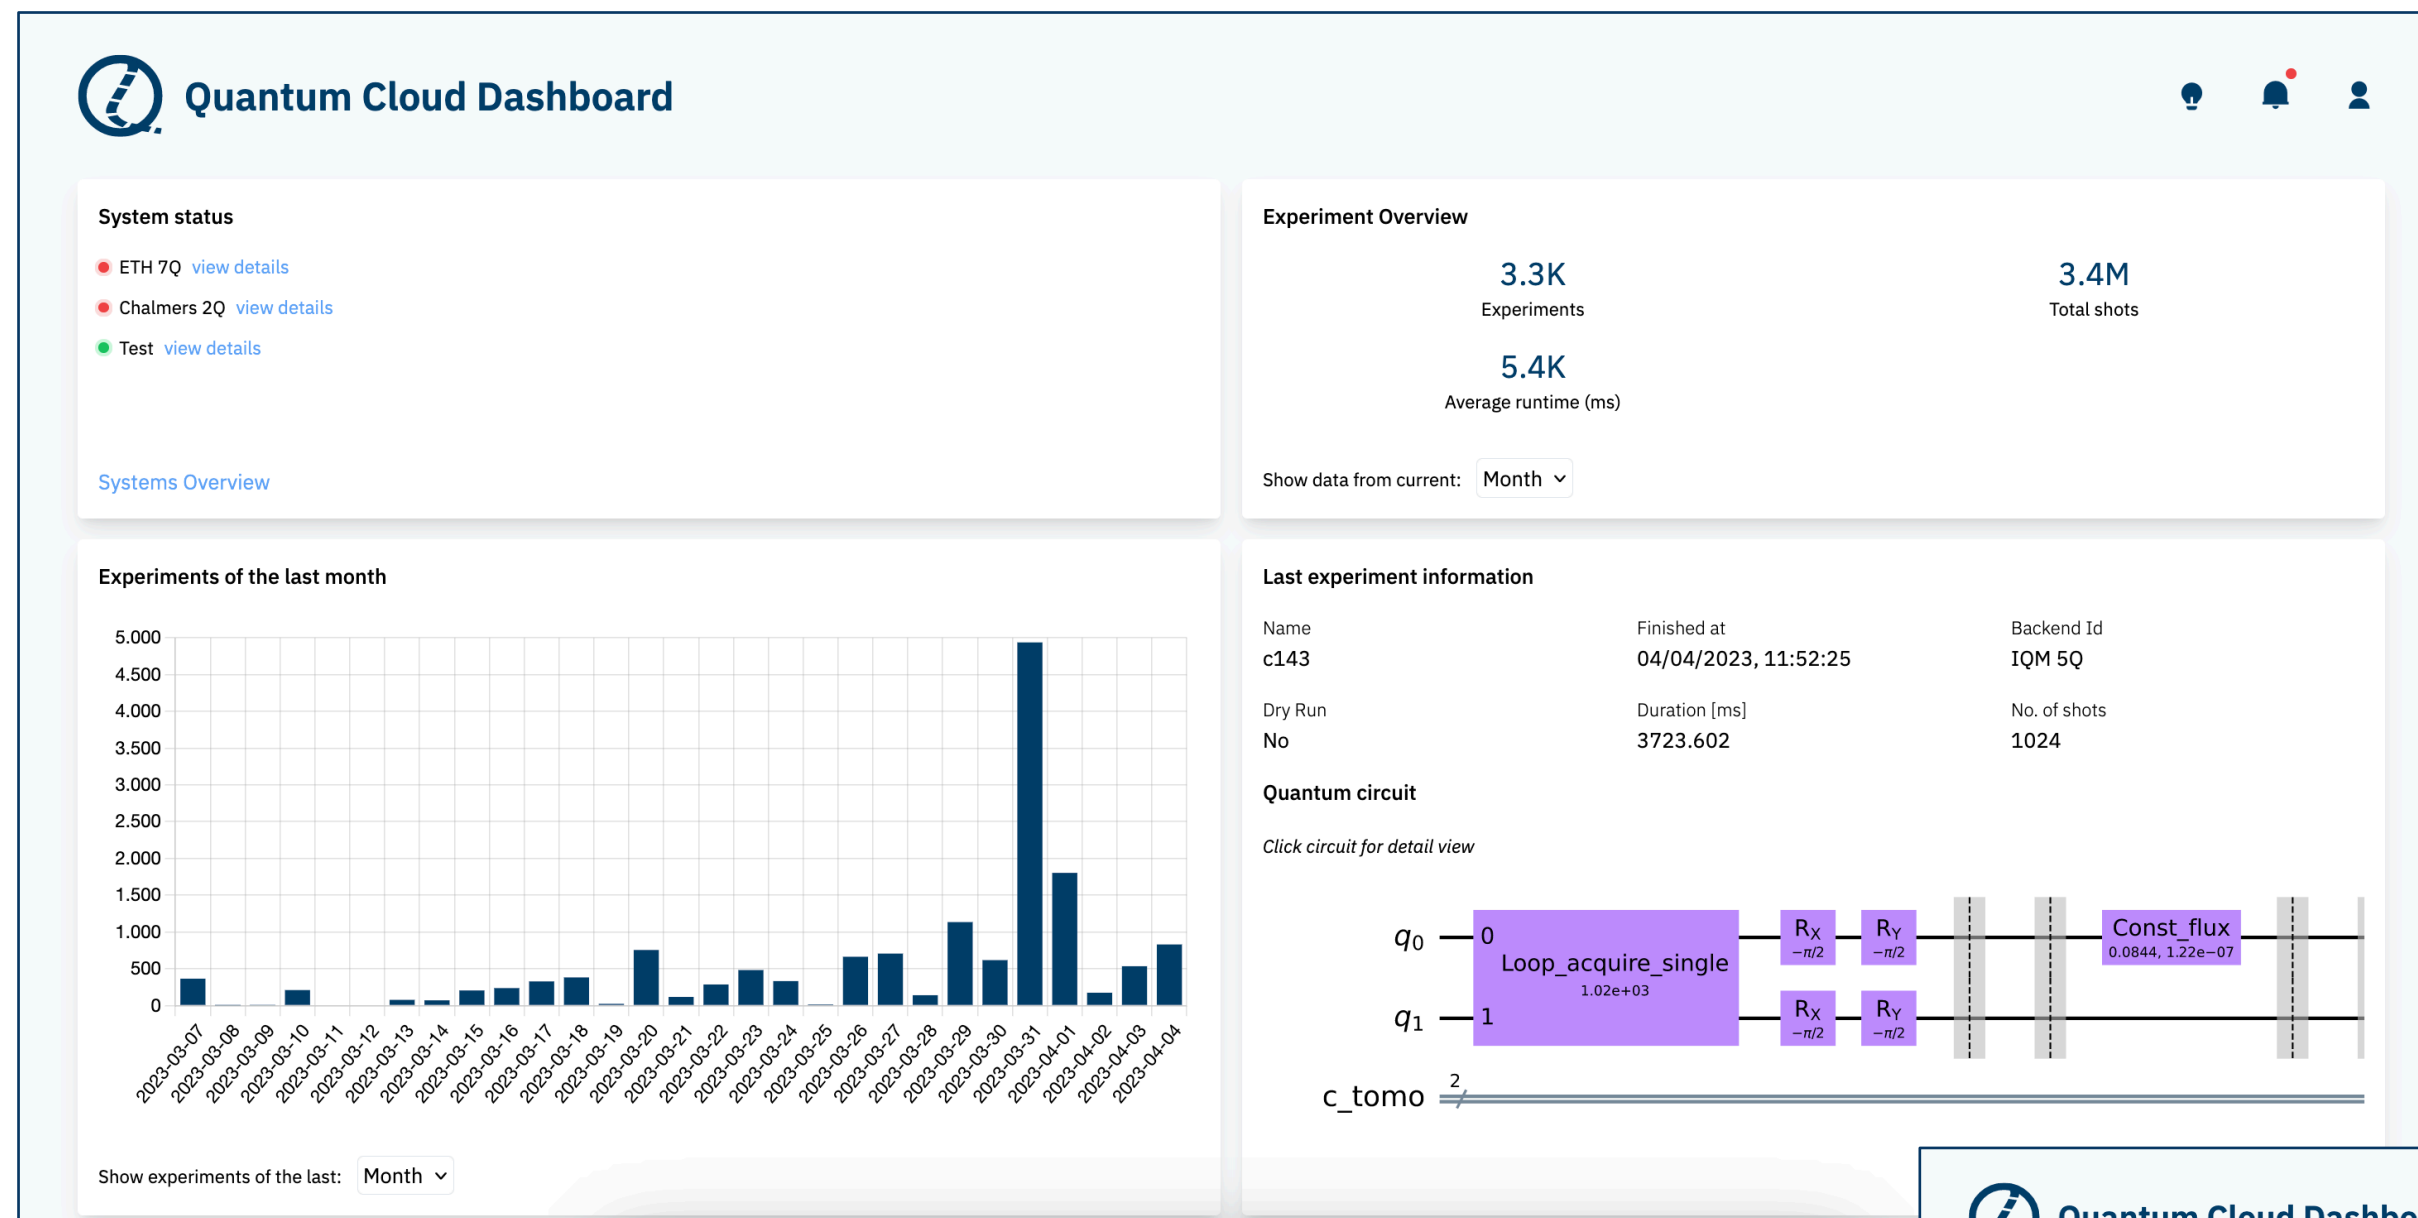 Quantum Cloud Dashboard
System status
ETH 7Q view details
Chalmers 2Q view details
Test view details
Systems Overview
Experiment Overview
3.3K
Experiments
3.4M
Total shots
5.4K
Average runtime (ms)
Show data from current: Month
Experiments of the last month
5.000
4.500
4.000
3.500
3.000
2.500
2.000
1.500
1.000
500
0
2023-03-07
2023-03-08
2023-03-09
2023-03-10
2023-03-11
2023-03-12
2023-03-13
2023-03-14
2023-03-15
2023-03-16
2023-03-17
2023-03-18
2023-03-19
2023-03-20
2023-03-21
2023-03-22
2023-03-23
2023-03-24
2023-03-25
2023-03-26
2023-03-27
2023-03-28
2023-03-29
2023-03-30
2023-03-31
2023-04-01
2023-04-02
2023-04-03
2023-04-04
Show experiments of the last: Month
Last experiment information
Name
c143
Finished at
04/04/2023, 11:52:25
Backend Id
IQM 5Q
Dry Run
No
Duration [ms]
3723.602
No. of shots
1024
Quantum circuit
Click circuit for detail view
q0
0
Loop_acquire_single
1.02e+03
RX
−π/2
RY
−π/2
Const_flux
0.0844, 1.22e−07
q1
1
RX
−π/2
RY
−π/2
c_tomo
2
Quantum Cloud Dashbo